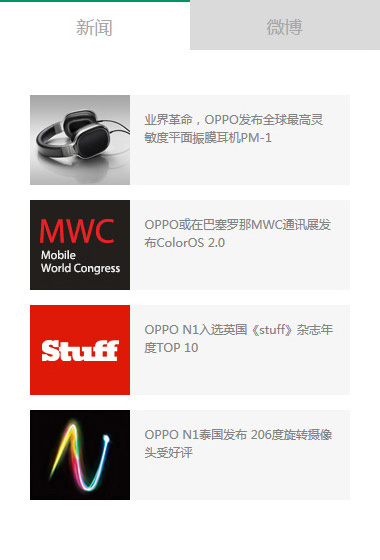 新闻
微博
业界革命，OPPO发布全球最高灵
敏度平面振膜耳机PM-1
MWC
Mobile
World Congress
OPPO或在巴塞罗那MWC通讯展发
布ColorOS 2.0
Stuff
OPPO N1入选英国《stuff》杂志年
度TOP 10
OPPO N1泰国发布 206度旋转摄像
头受好评